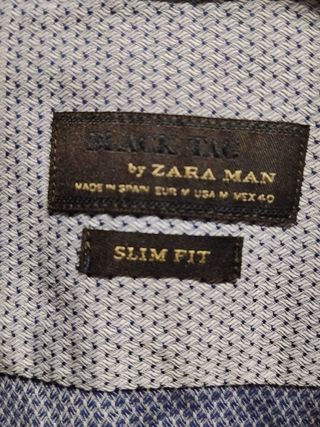 BLACK TAG
by ZARA MAN
MADE IN SPAIN EUR M USA M MEX 40
SLIM FIT